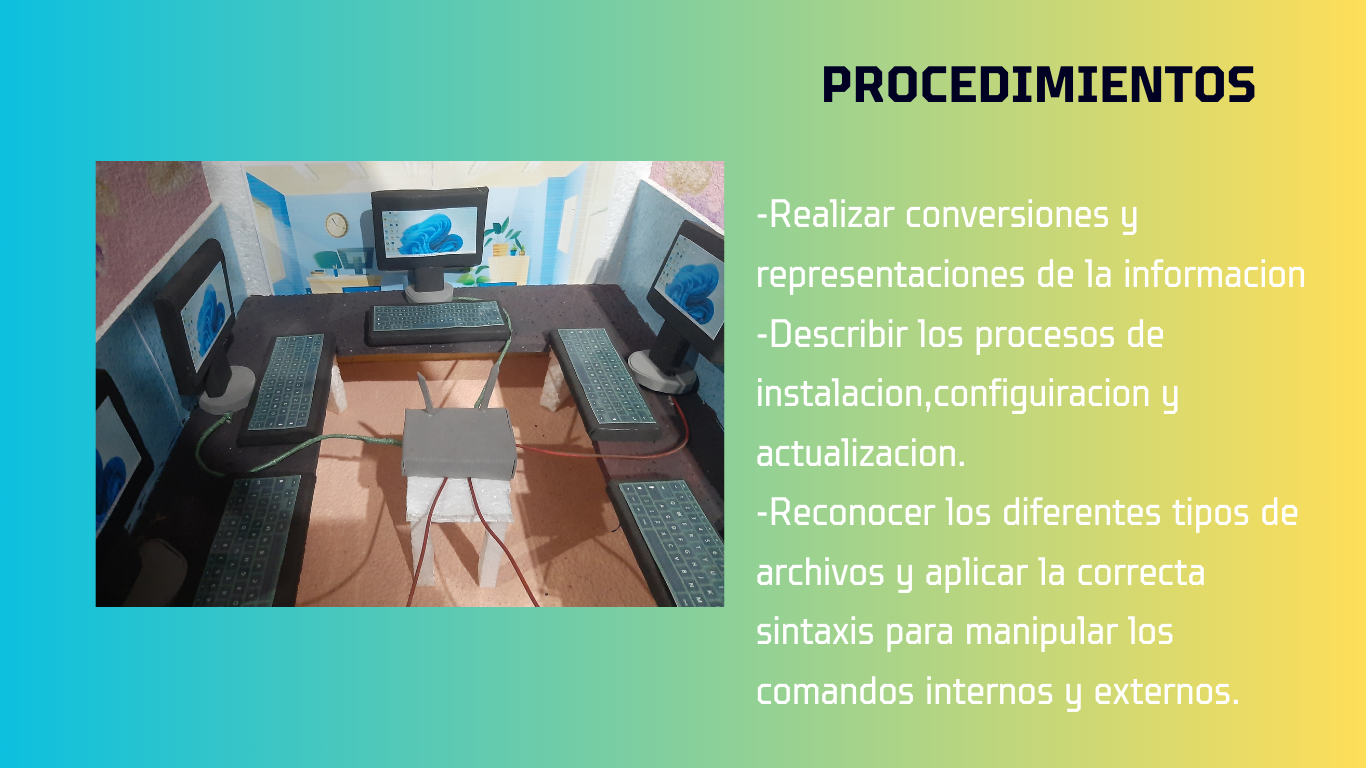 PROCEDIMIENTOS
-Realizar conversiones y
representaciones de la informacion
-Describir los procesos de
instalacion,configuiracion y
actualizacion.
-Reconocer los diferentes tipos de
archivos y aplicar la correcta
sintaxis para manipular los
comandos internos y externos.